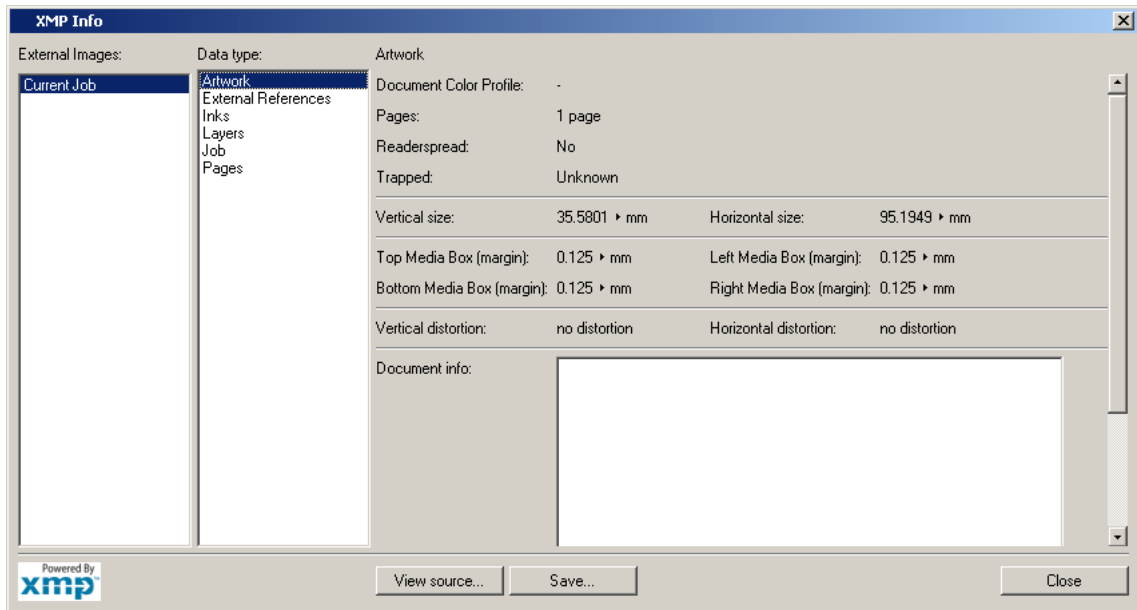 XMP Info
External Images: Data type: Artwork
Current Job
Artwork
External References
Inks
Layers
Job
Pages
Document Color Profile: -
Pages: 1 page
Readerspread: No
Trapped: Unknown
Vertical size: 35.5801 ▸ mm Horizontal size: 95.1949 ▸ mm
Top Media Box (margin): 0.125 ▸ mm Left Media Box (margin): 0.125 ▸ mm
Bottom Media Box (margin): 0.125 ▸ mm Right Media Box (margin): 0.125 ▸ mm
Vertical distortion: no distortion Horizontal distortion: no distortion
Document info:
Powered By
xmp™
View source... Save... Close